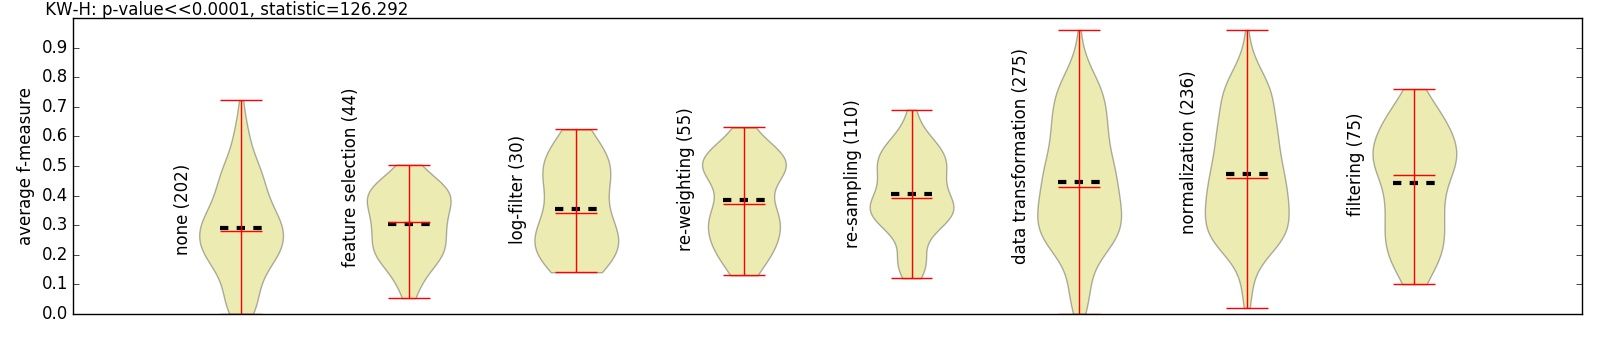 KW-H: p-value<<0.0001, statistic=126.292
average f-measure
0.9
0.8
0.7
0.6
0.5
0.4
0.3
0.2
0.1
0.0
none (202)
feature selection (44)
log-filter (30)
re-weighting (55)
re-sampling (110)
data transformation (275)
normalization (236)
filtering (75)